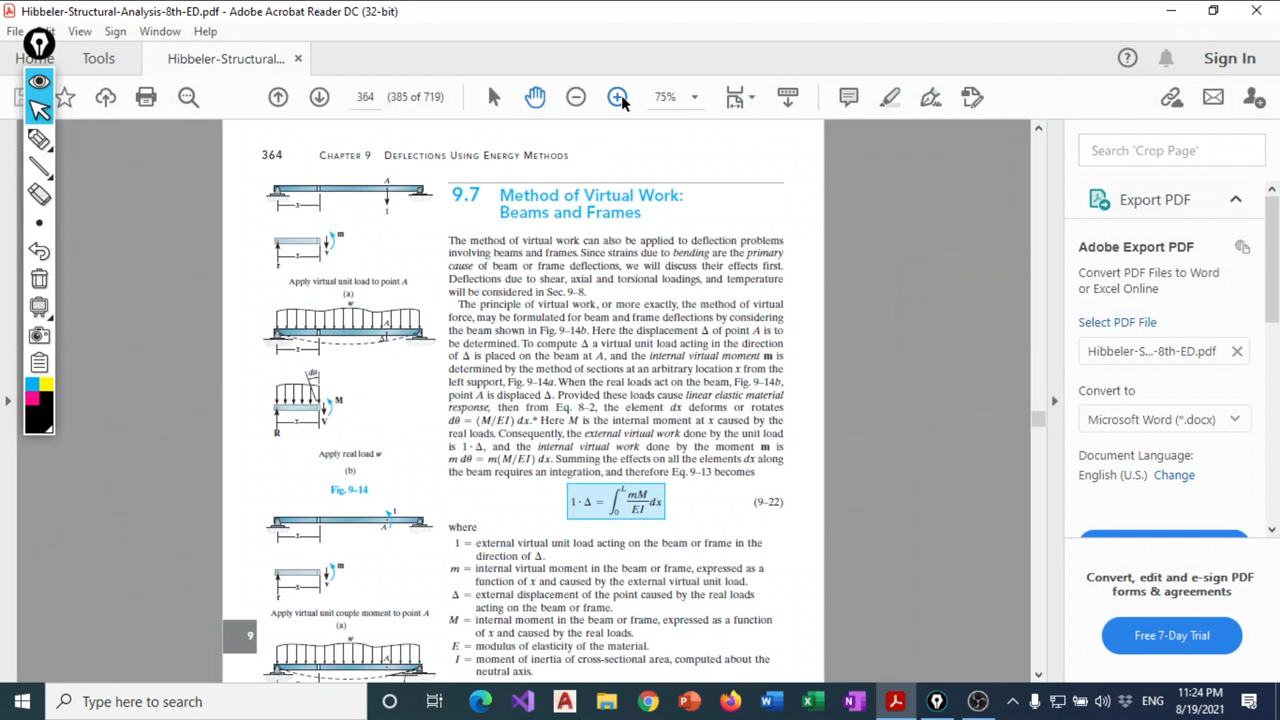 Hibbeler-Structural-Analysis-8th-ED.pdf - Adobe Acrobat Reader DC (32-bit)
File
View
Sign
Window
Help
Home
Tools
Hibbeler-Structural...
Sign In
364
(385 of 719)
75%
364 CHAPTER 9 DEFLECTIONS USING ENERGY METHODS
9.7 Method of Virtual Work:
Beams and Frames
The method of virtual work can also be applied to deflection problems
involving beams and frames. Since strains due to bending are the primary
cause of beam or frame deflections, we will discuss their effects first.
Deflections due to shear, axial and torsional loadings, and temperature
will be considered in Sec. 9–8.
The principle of virtual work, or more exactly, the method of virtual
force, may be formulated for beam and frame deflections by considering
the beam shown in Fig. 9–14b. Here the displacement Δ of point A is to
be determined. To compute Δ a virtual unit load acting in the direction
of Δ is placed on the beam at A, and the internal virtual moment m is
determined by the method of sections at an arbitrary location x from the
left support, Fig. 9–14a. When the real loads act on the beam, Fig. 9–14b,
point A is displaced Δ. Provided these loads cause linear elastic material
response, then from Eq. 8–2, the element dx deforms or rotates
dθ = (M/EI) dx.* Here M is the internal moment at x caused by the
real loads. Consequently, the external virtual work done by the unit load
is 1·Δ, and the internal virtual work done by the moment m is
m dθ = m(M/EI) dx. Summing the effects on all the elements dx along
the beam requires an integration, and therefore Eq. 9–13 becomes
1·Δ = ∫₀ᴸ mM/EI dx (9–22)
where
1 = external virtual unit load acting on the beam or frame in the
direction of Δ.
m = internal virtual moment in the beam or frame, expressed as a
function of x and caused by the external virtual unit load.
Δ = external displacement of the point caused by the real loads
acting on the beam or frame.
M = internal moment in the beam or frame, expressed as a function
of x and caused by the real loads.
E = modulus of elasticity of the material.
I = moment of inertia of cross-sectional area, computed about the
neutral axis.
A
x
1
m
v
r
x
Apply virtual unit load to point A
(a)
w
A
Δ
x
dθ
M
V
x
R
Apply real load w
(b)
Fig. 9–14
1
A
x
m
v
r
x
Apply virtual unit couple moment to point A
(a)
w
A
9
Search 'Crop Page'
Export PDF
Adobe Export PDF
Convert PDF Files to Word
or Excel Online
Select PDF File
Hibbeler-S...-8th-ED.pdf
Convert to
Microsoft Word (*.docx)
Document Language:
English (U.S.) Change
Convert, edit and e-sign PDF
forms & agreements
Free 7-Day Trial
Type here to search
ENG
11:24 PM
8/19/2021